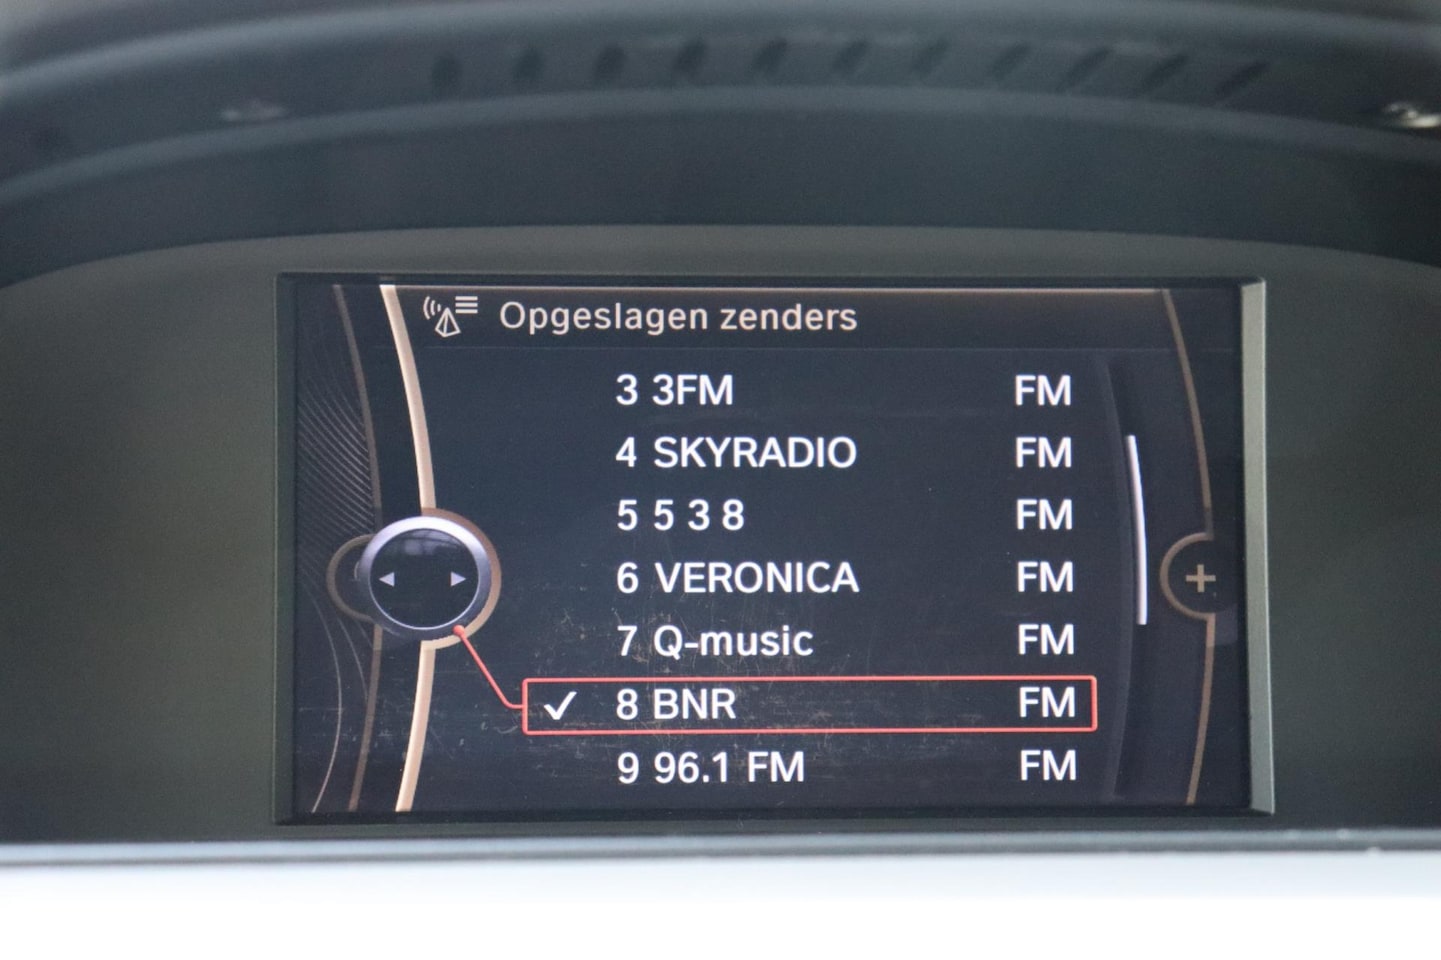 Opgeslagen zenders
3 3FM FM
4 SKYRADIO FM
5 5 3 8 FM
6 VERONICA FM
7 Q-music FM
✓ 8 BNR FM
9 96.1 FM FM
+